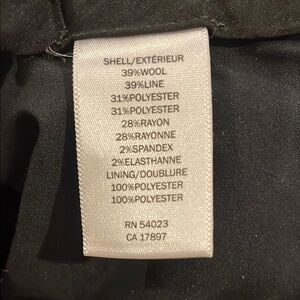 SHELL/EXTÉRIEUR
39%WOOL
39%LINE
31%POLYESTER
31%POLYESTER
28%RAYON
28%RAYONNE
2%SPANDEX
2%ELASTHANNE
LINING/DOUBLURE
100%POLYESTER
100%POLYESTER
RN 54023
CA 17897